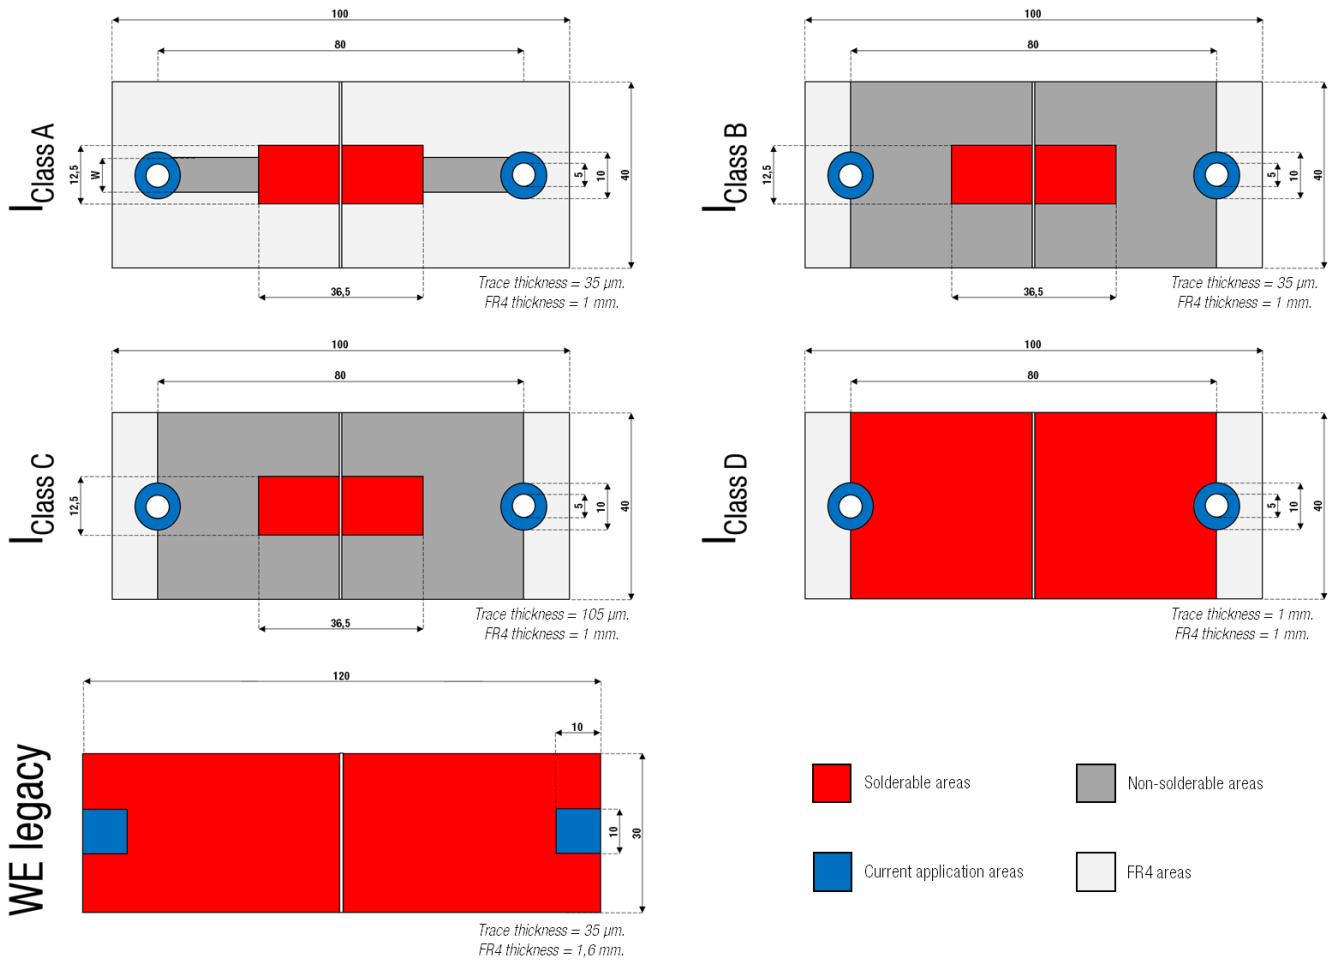 100
80
I Class A
12,5
W
5
10
40
36,5
Trace thickness = 35 µm.
FR4 thickness = 1 mm.
100
80
I Class B
12,5
5
10
40
36,5
Trace thickness = 35 µm.
FR4 thickness = 1 mm.
100
80
I Class C
12,5
5
10
40
36,5
Trace thickness = 105 µm.
FR4 thickness = 1 mm.
100
80
I Class D
5
10
40
Trace thickness = 1 mm.
FR4 thickness = 1 mm.
120
10
WE legacy
10
30
Trace thickness = 35 µm.
FR4 thickness = 1,6 mm.
Solderable areas
Non-solderable areas
Current application areas
FR4 areas